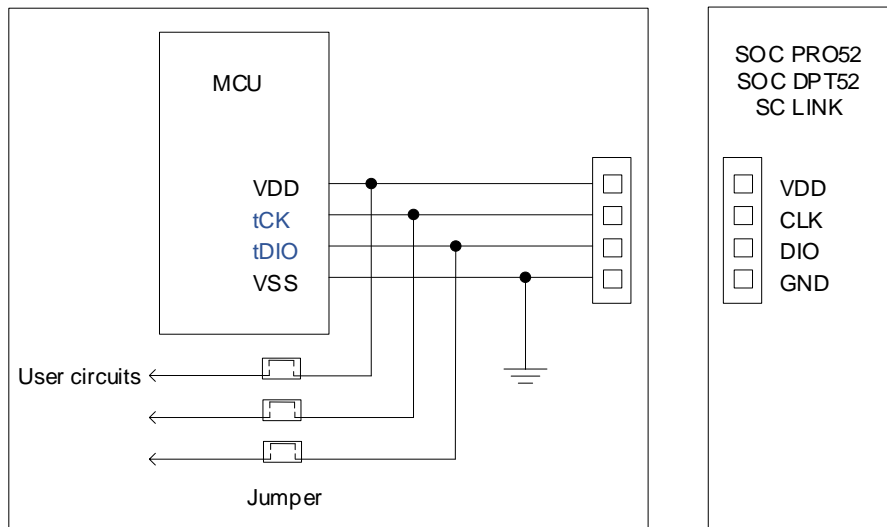 SOC PRO52
SOC DPT52
SC LINK
MCU
VDD
tCK
tDIO
VSS
VDD
CLK
DIO
GND
User circuits
Jumper